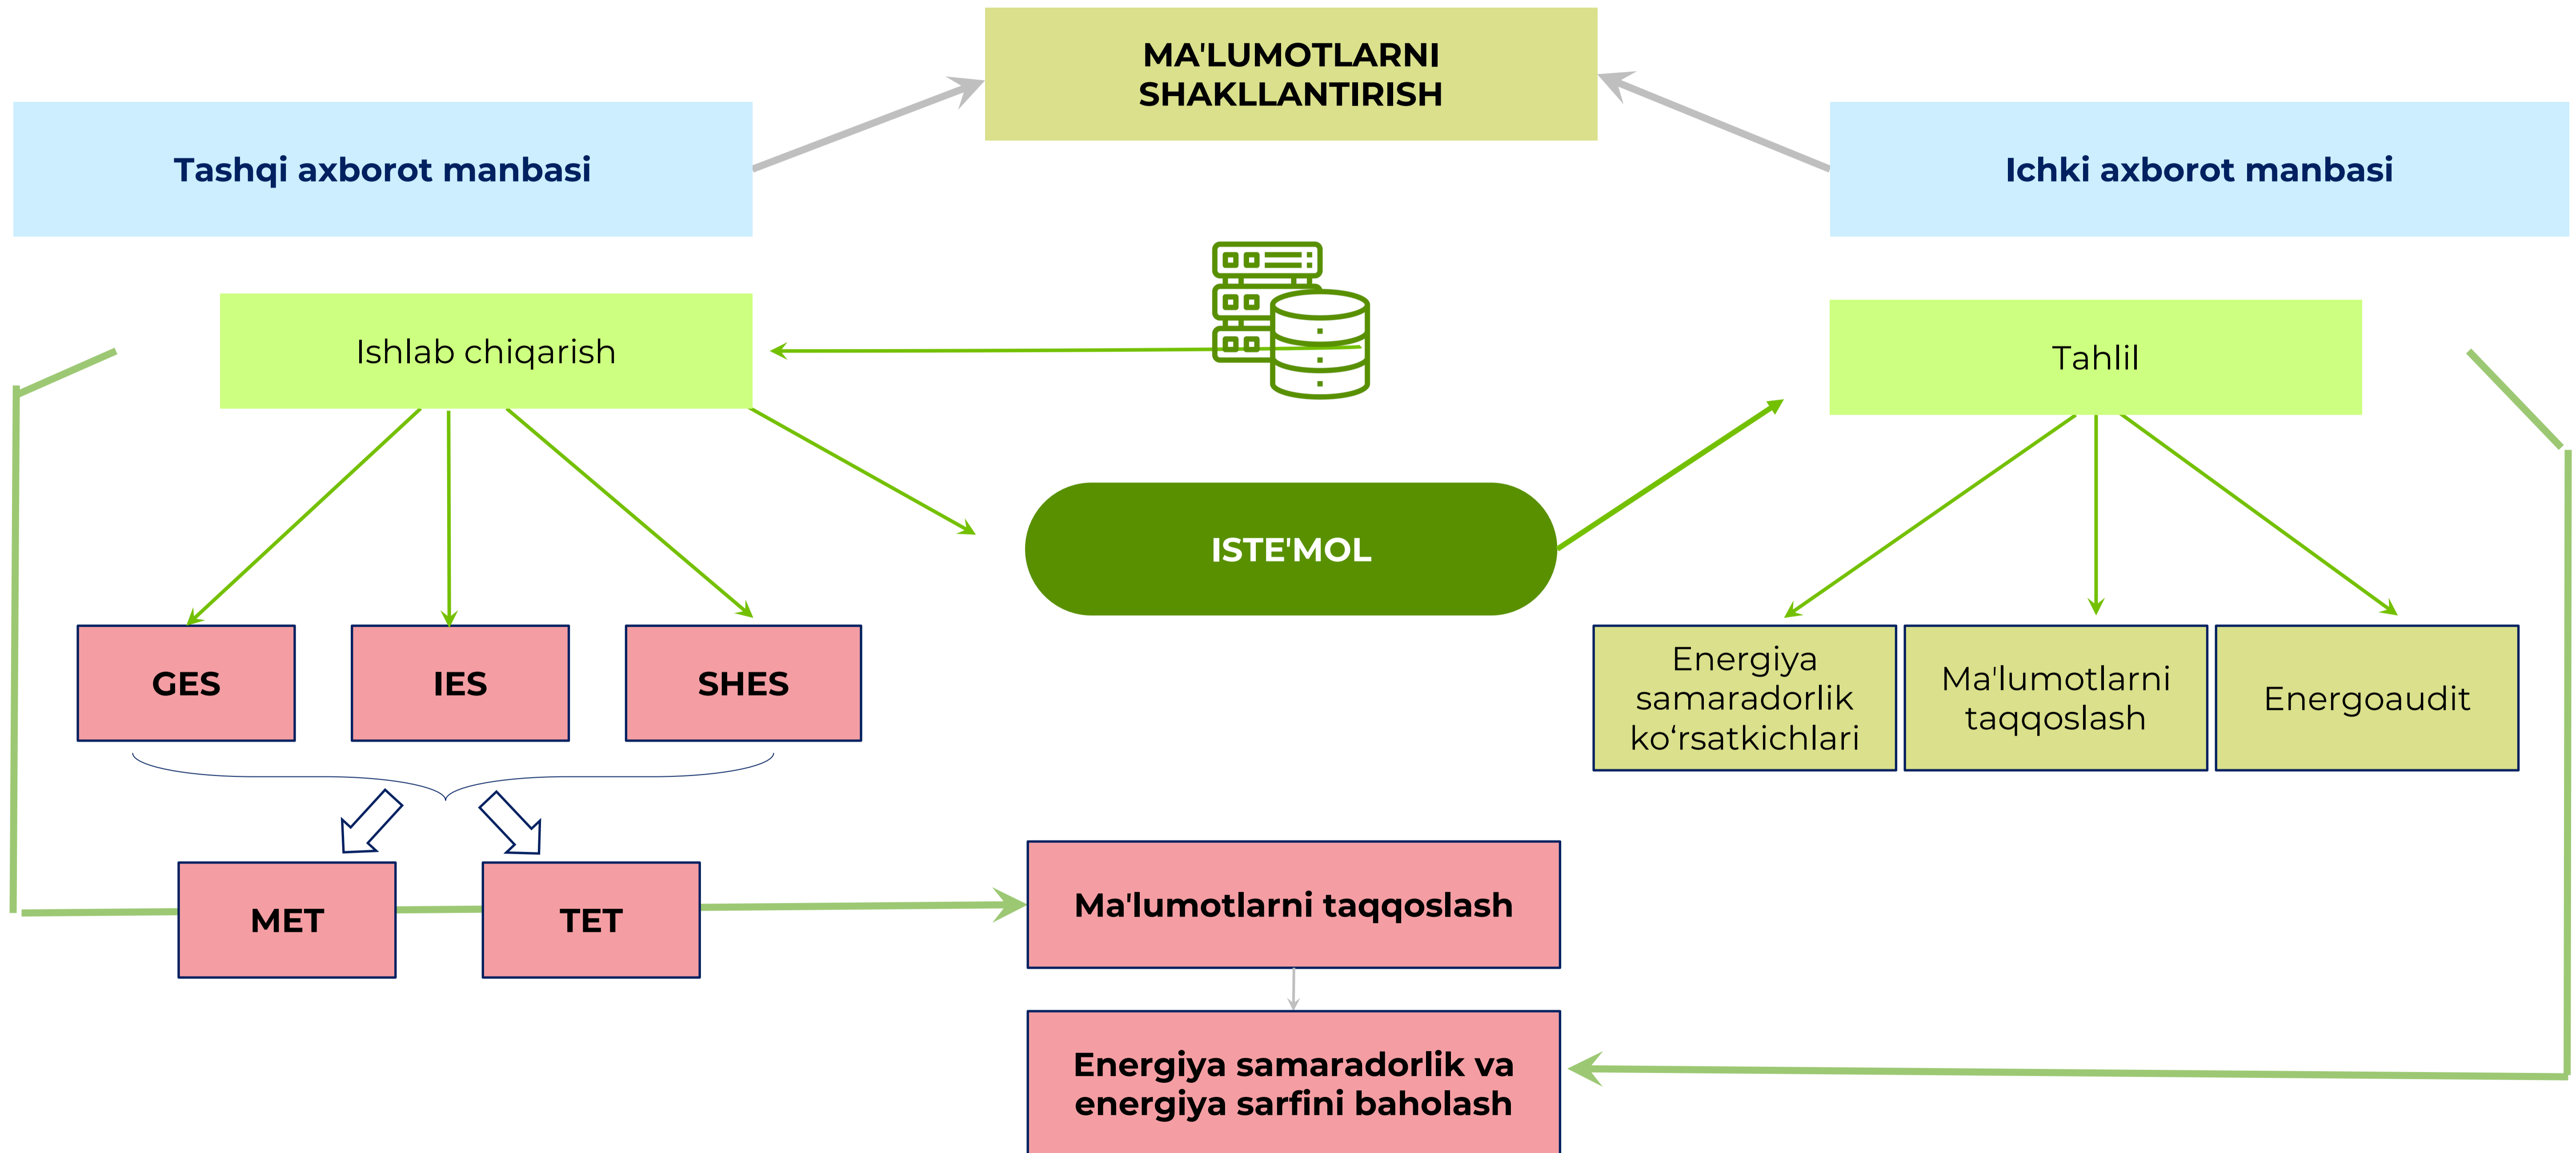 MA'LUMOTLARNI
SHAKLLANTIRISH
Tashqi axborot manbasi
Ichki axborot manbasi
Ishlab chiqarish
Tahlil
ISTE'MOL
GES
IES
SHES
Energiya
samaradorlik
ko‘rsatkichlari
Ma'lumotlarni
taqqoslash
Energoaudit
MET
TET
Ma'lumotlarni taqqoslash
Energiya samaradorlik va
energiya sarfini baholash